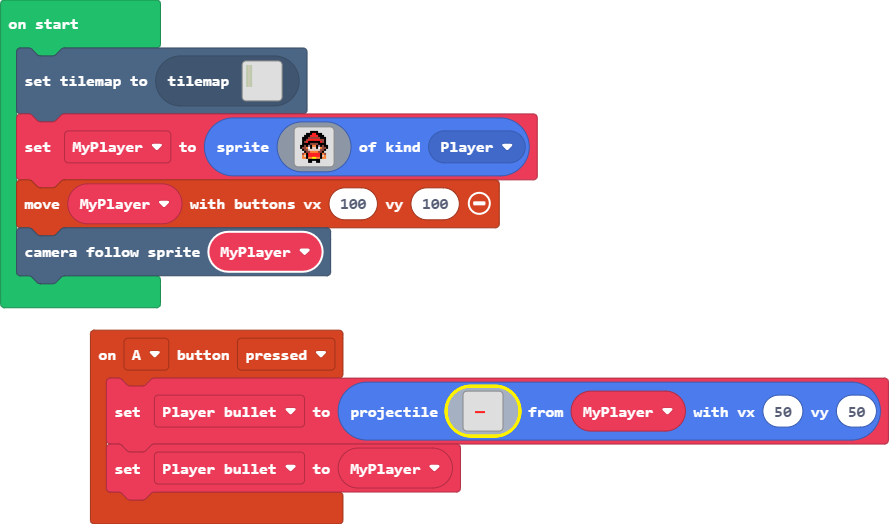 on start
set tilemap to tilemap
set MyPlayer to sprite of kind Player
move MyPlayer with buttons vx 100 vy 100
camera follow sprite MyPlayer
on A button pressed
set Player bullet to projectile from MyPlayer with vx 50 vy 50
set Player bullet to MyPlayer